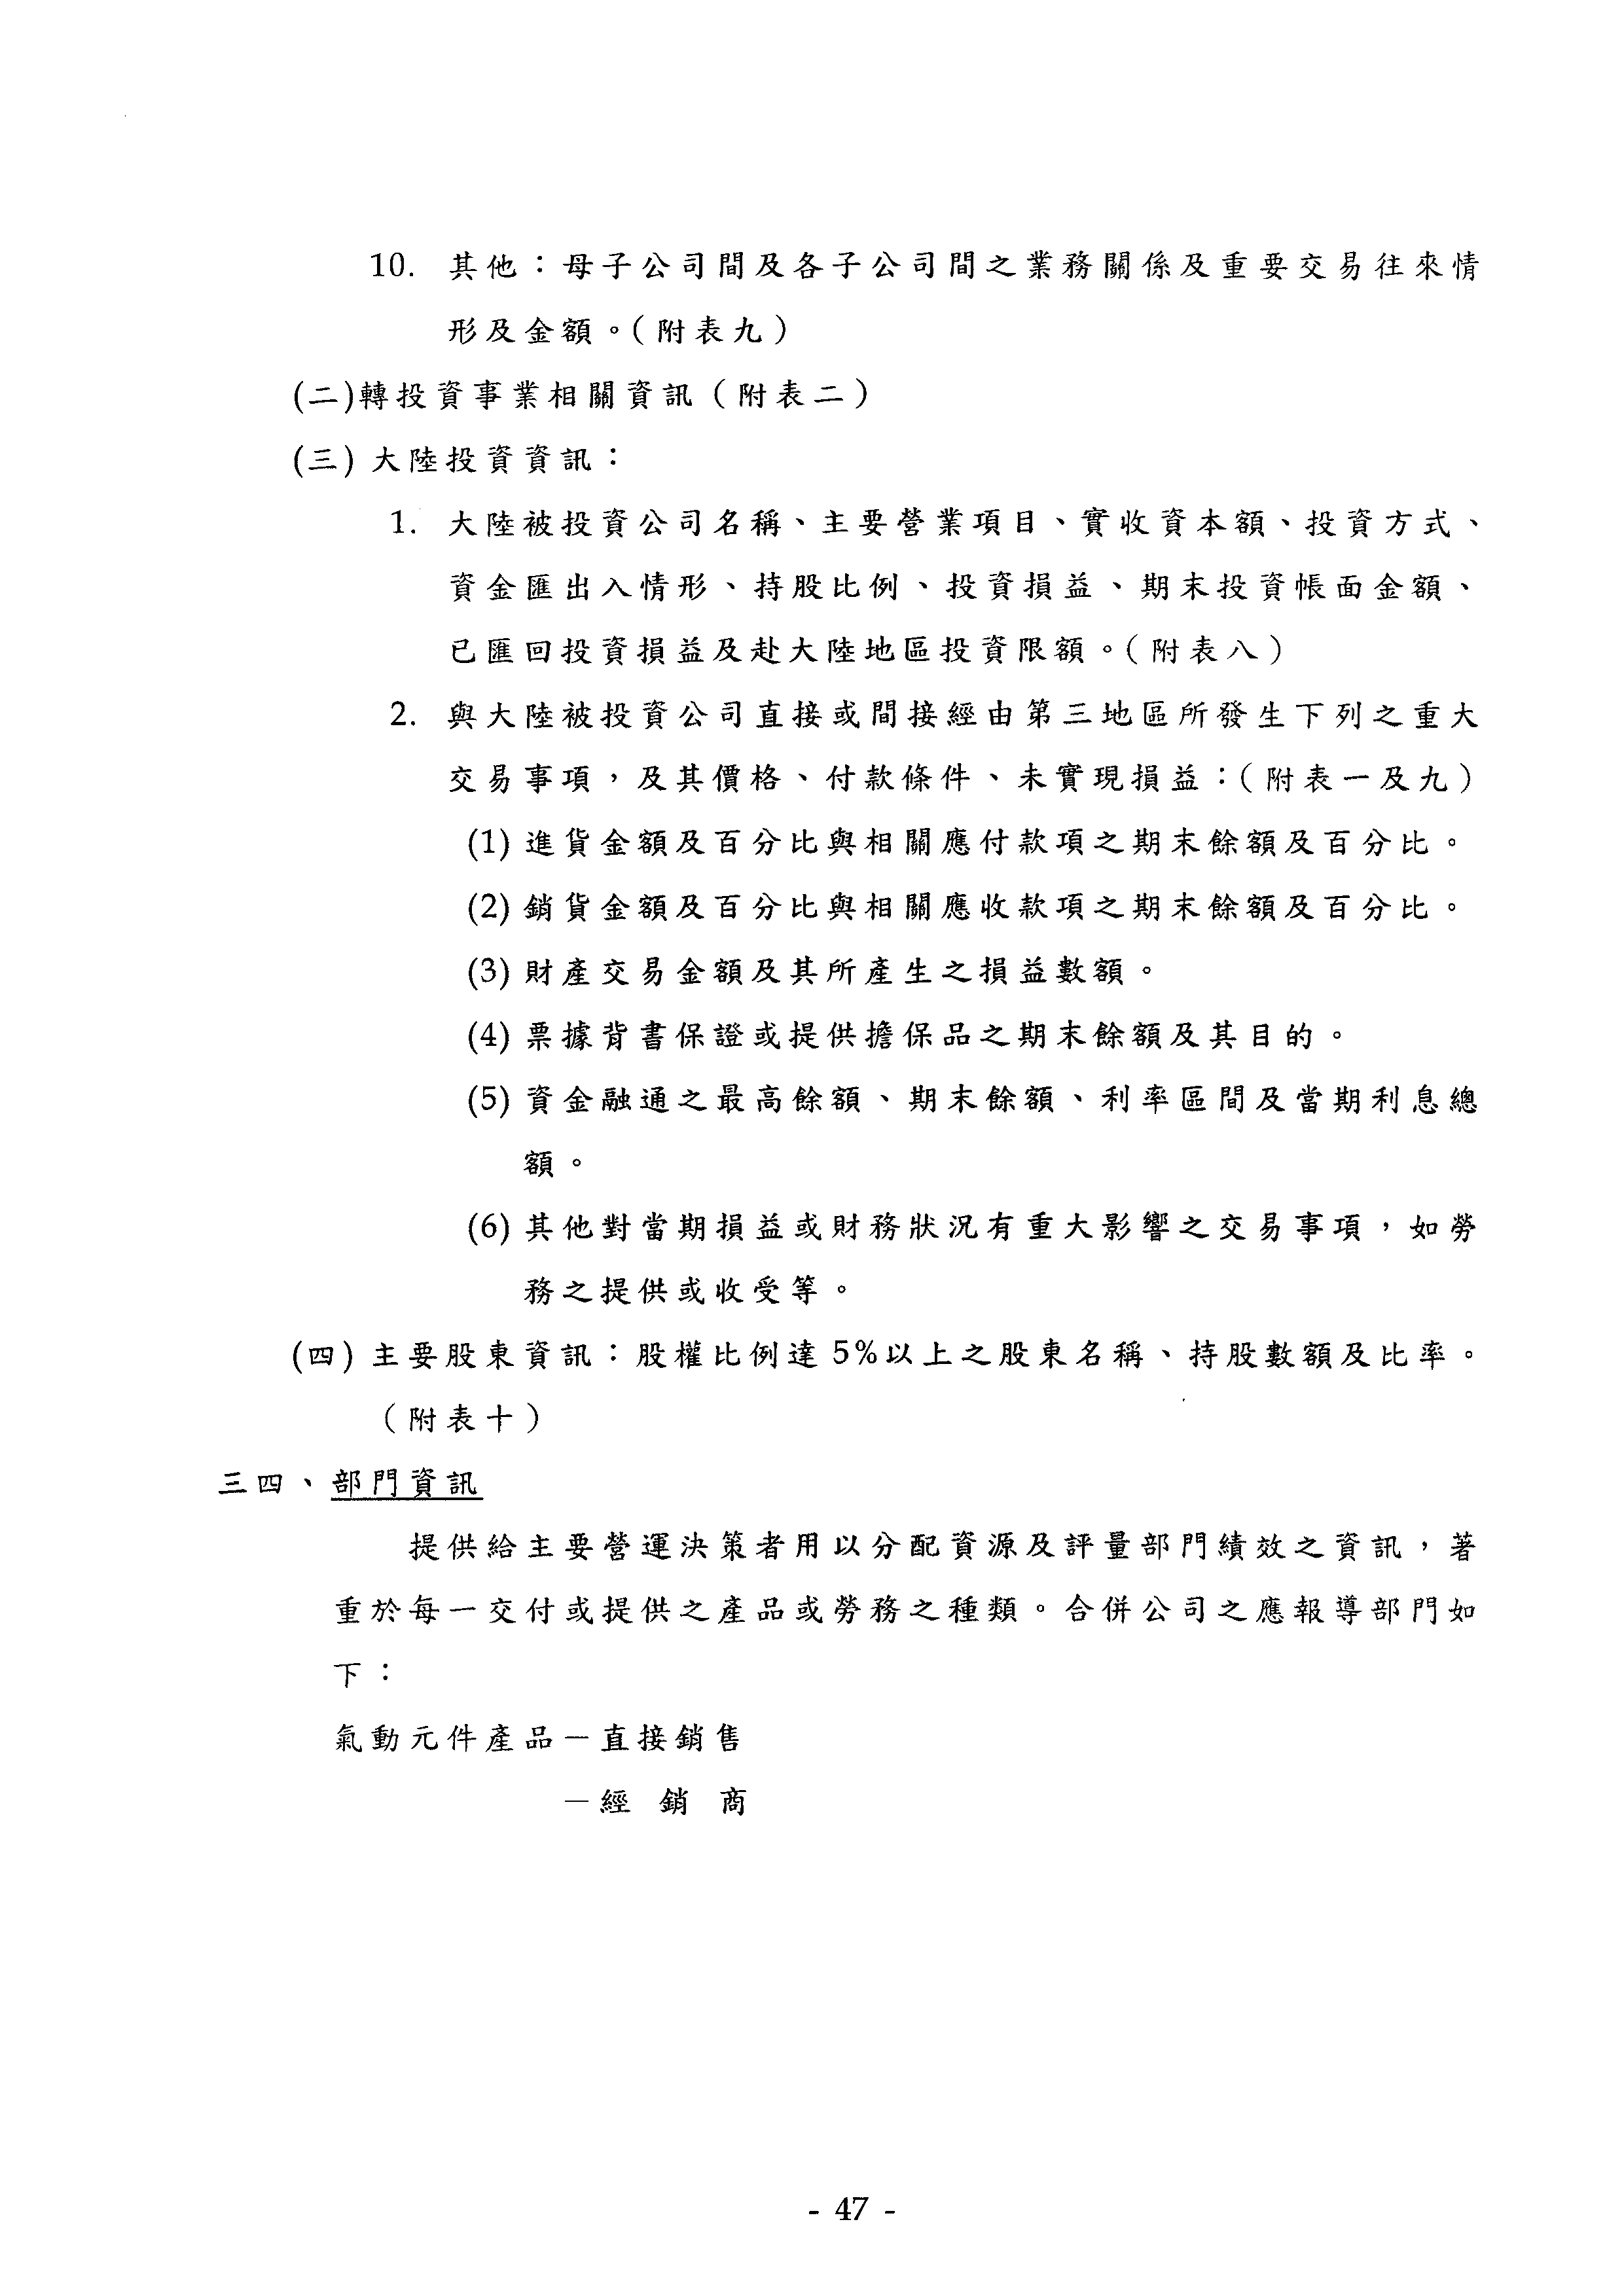 10. 其他：母子公司間及各子公司間之業務關係及重要交易往來情
形及金額。(附表九)
(二)轉投資事業相關資訊(附表二)
(三)大陸投資資訊：
1. 大陸被投資公司名稱、主要營業項目、實收資本額、投資方式、
資金匯出入情形、持股比例、投資損益、期末投資帳面金額、
已匯回投資損益及赴大陸地區投資限額。(附表八)
2. 與大陸被投資公司直接或間接經由第三地區所發生下列之重大
交易事項，及其價格、付款條件、未實現損益：(附表一及九)
(1) 進貨金額及百分比與相關應付款項之期末餘額及百分比。
(2) 銷貨金額及百分比與相關應收款項之期末餘額及百分比。
(3) 財產交易金額及其所產生之損益數額。
(4) 票據背書保證或提供擔保品之期末餘額及其目的。
(5) 資金融通之最高餘額、期末餘額、利率區間及當期利息總
額。
(6) 其他對當期損益或財務狀況有重大影響之交易事項，如勞
務之提供或收受等。
(四) 主要股東資訊：股權比例達5%以上之股東名稱、持股數額及比率。
(附表十)
三四、部門資訊
提供給主要營運決策者用以分配資源及評量部門績效之資訊，著
重於每一交付或提供之產品或勞務之種類。合併公司之應報導部門如
下：
氣動元件產品－直接銷售
－經銷商
- 47 -